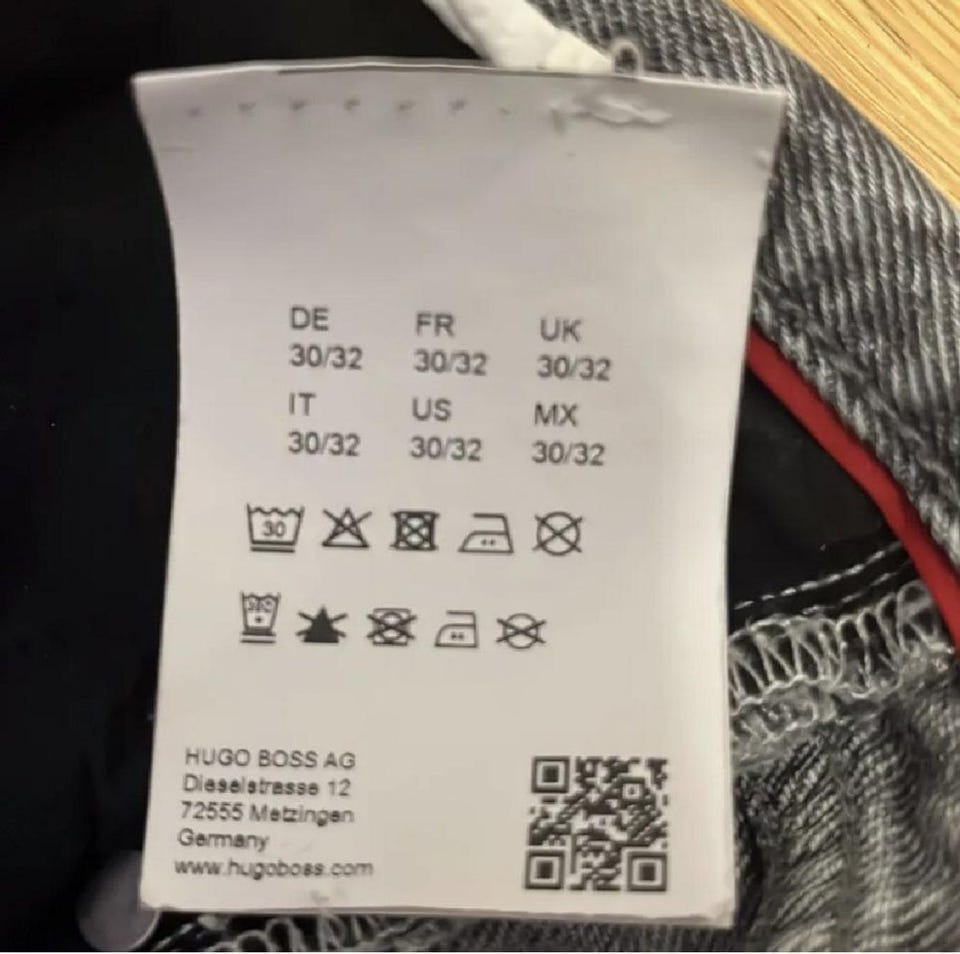 DE FR UK
30/32 30/32 30/32
IT US MX
30/32 30/32 30/32
30
HUGO BOSS AG
Dieselstrasse 12
72555 Metzingen
Germany
www.hugoboss.com